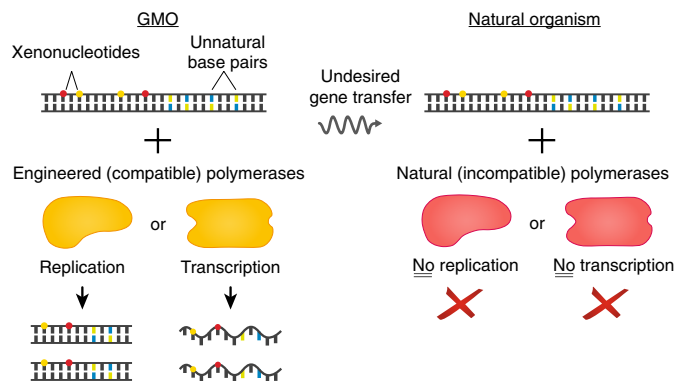 GMO
Natural organism
Xenonucleotides
Unnatural
base pairs
Undesired
gene transfer
Engineered (compatible) polymerases
Natural (incompatible) polymerases
or
or
Replication
Transcription
No replication
No transcription